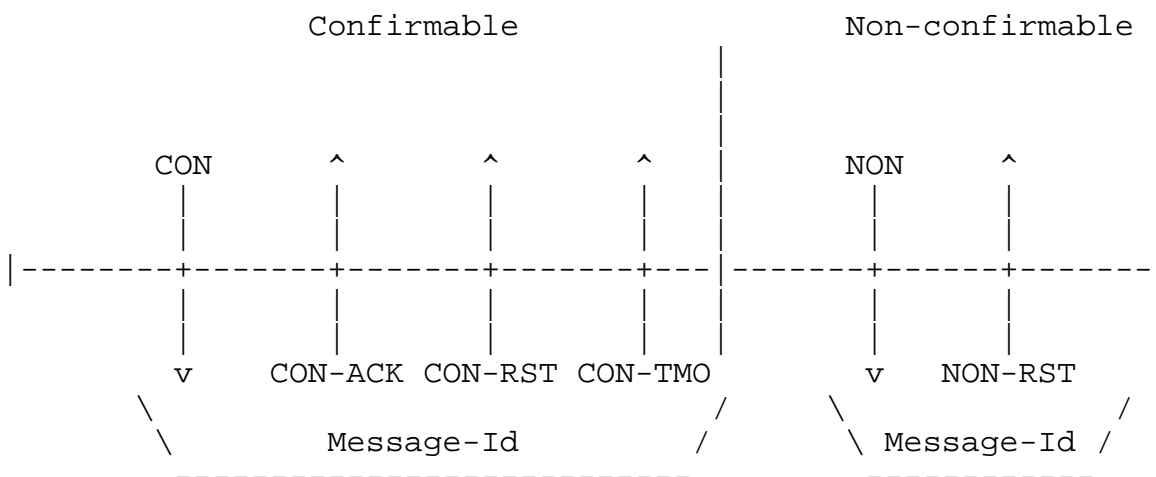 Confirmable Non-confirmable
CON ^ ^ ^ NON ^
v CON-ACK CON-RST CON-TMO v NON-RST
\ / \ /
\ Message-Id / \ Message-Id /